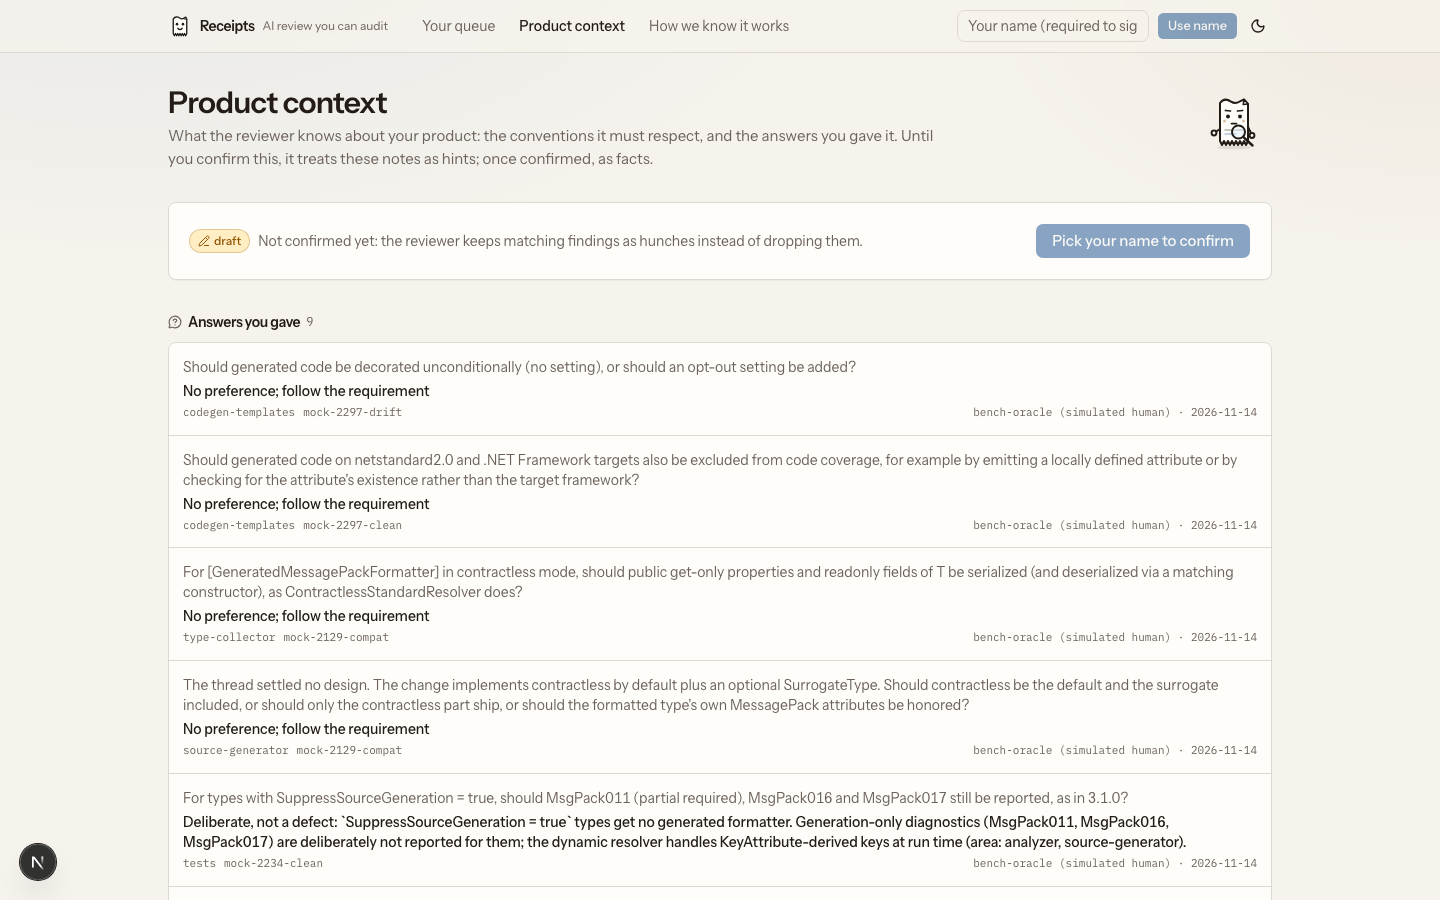 Receipts AI review you can audit Your queue Product context How we know it works Your name (required to sig Use name
Product context
What the reviewer knows about your product: the conventions it must respect, and the answers you gave it. Until
you confirm this, it treats these notes as hints; once confirmed, as facts.
draft Not confirmed yet: the reviewer keeps matching findings as hunches instead of dropping them. Pick your name to confirm
Answers you gave 9
Should generated code be decorated unconditionally (no setting), or should an opt-out setting be added?
No preference; follow the requirement
codegen-templates mock-2297-drift bench-oracle (simulated human) · 2026-11-14
Should generated code on netstandard2.0 and .NET Framework targets also be excluded from code coverage, for example by emitting a locally defined attribute or by
checking for the attribute's existence rather than the target framework?
No preference; follow the requirement
codegen-templates mock-2297-clean bench-oracle (simulated human) · 2026-11-14
For [GeneratedMessagePackFormatter] in contractless mode, should public get-only properties and readonly fields of T be serialized (and deserialized via a matching
constructor), as ContractlessStandardResolver does?
No preference; follow the requirement
type-collector mock-2129-compat bench-oracle (simulated human) · 2026-11-14
The thread settled no design. The change implements contractless by default plus an optional SurrogateType. Should contractless be the default and the surrogate
included, or should only the contractless part ship, or should the formatted type's own MessagePack attributes be honored?
No preference; follow the requirement
source-generator mock-2129-compat bench-oracle (simulated human) · 2026-11-14
For types with SuppressSourceGeneration = true, should MsgPack011 (partial required), MsgPack016 and MsgPack017 still be reported, as in 3.1.0?
Deliberate, not a defect: `SuppressSourceGeneration = true` types get no generated formatter. Generation-only diagnostics (MsgPack011, MsgPack016,
MsgPack017) are deliberately not reported for them; the dynamic resolver handles KeyAttribute-derived keys at run time (area: analyzer, source-generator).
tests mock-2234-clean bench-oracle (simulated human) · 2026-11-14